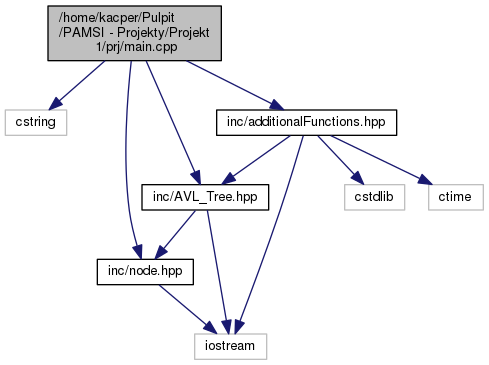 /home/kacper/Pulpit
/PAMSI - Projekty/Projekt
1/prj/main.cpp
cstring
inc/additionalFunctions.hpp
inc/AVL_Tree.hpp
cstdlib
ctime
inc/node.hpp
iostream